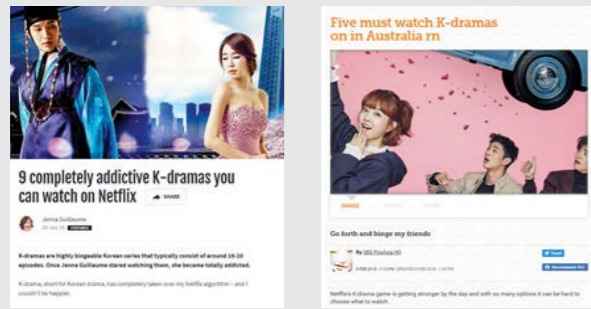 9 completely addictive K-dramas you
can watch on Netflix
SHARE
Jenna Guillaume
K-dramas are highly bingeable Korean series that typically consist of around 16-20
episodes. Once Jenna Guillaume stared watching them, she became totally addicted.
K-drama, short for Korean drama, has completely taken over my Netflix algorithm – and I
couldn't be happier.
Five must watch K-dramas
on in Australia rn
IMAGE
Go forth and binge my friends
By SBS PopAsia HQ
Netflix's K-drama game is getting stronger by the day and with so many options it can be hard to
choose what to watch.